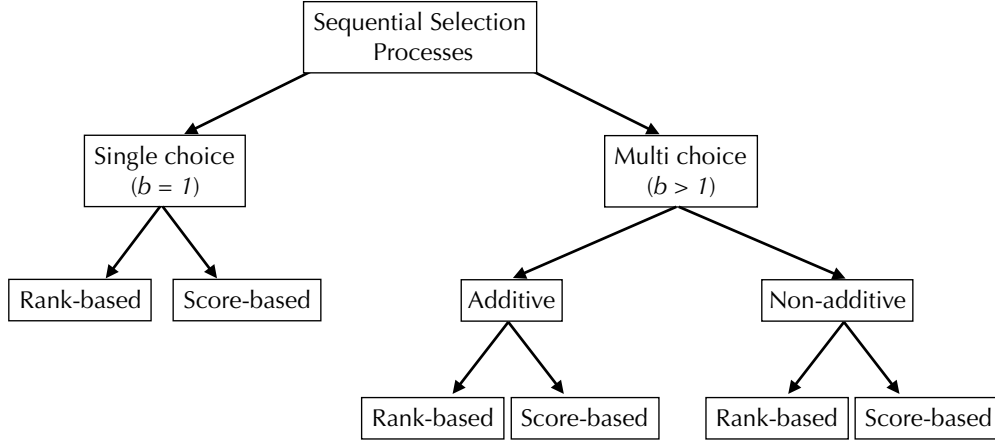 Sequential Selection
Processes
Single choice
(b = 1)
Multi choice
(b > 1)
Rank-based
Score-based
Additive
Non-additive
Rank-based
Score-based
Rank-based
Score-based